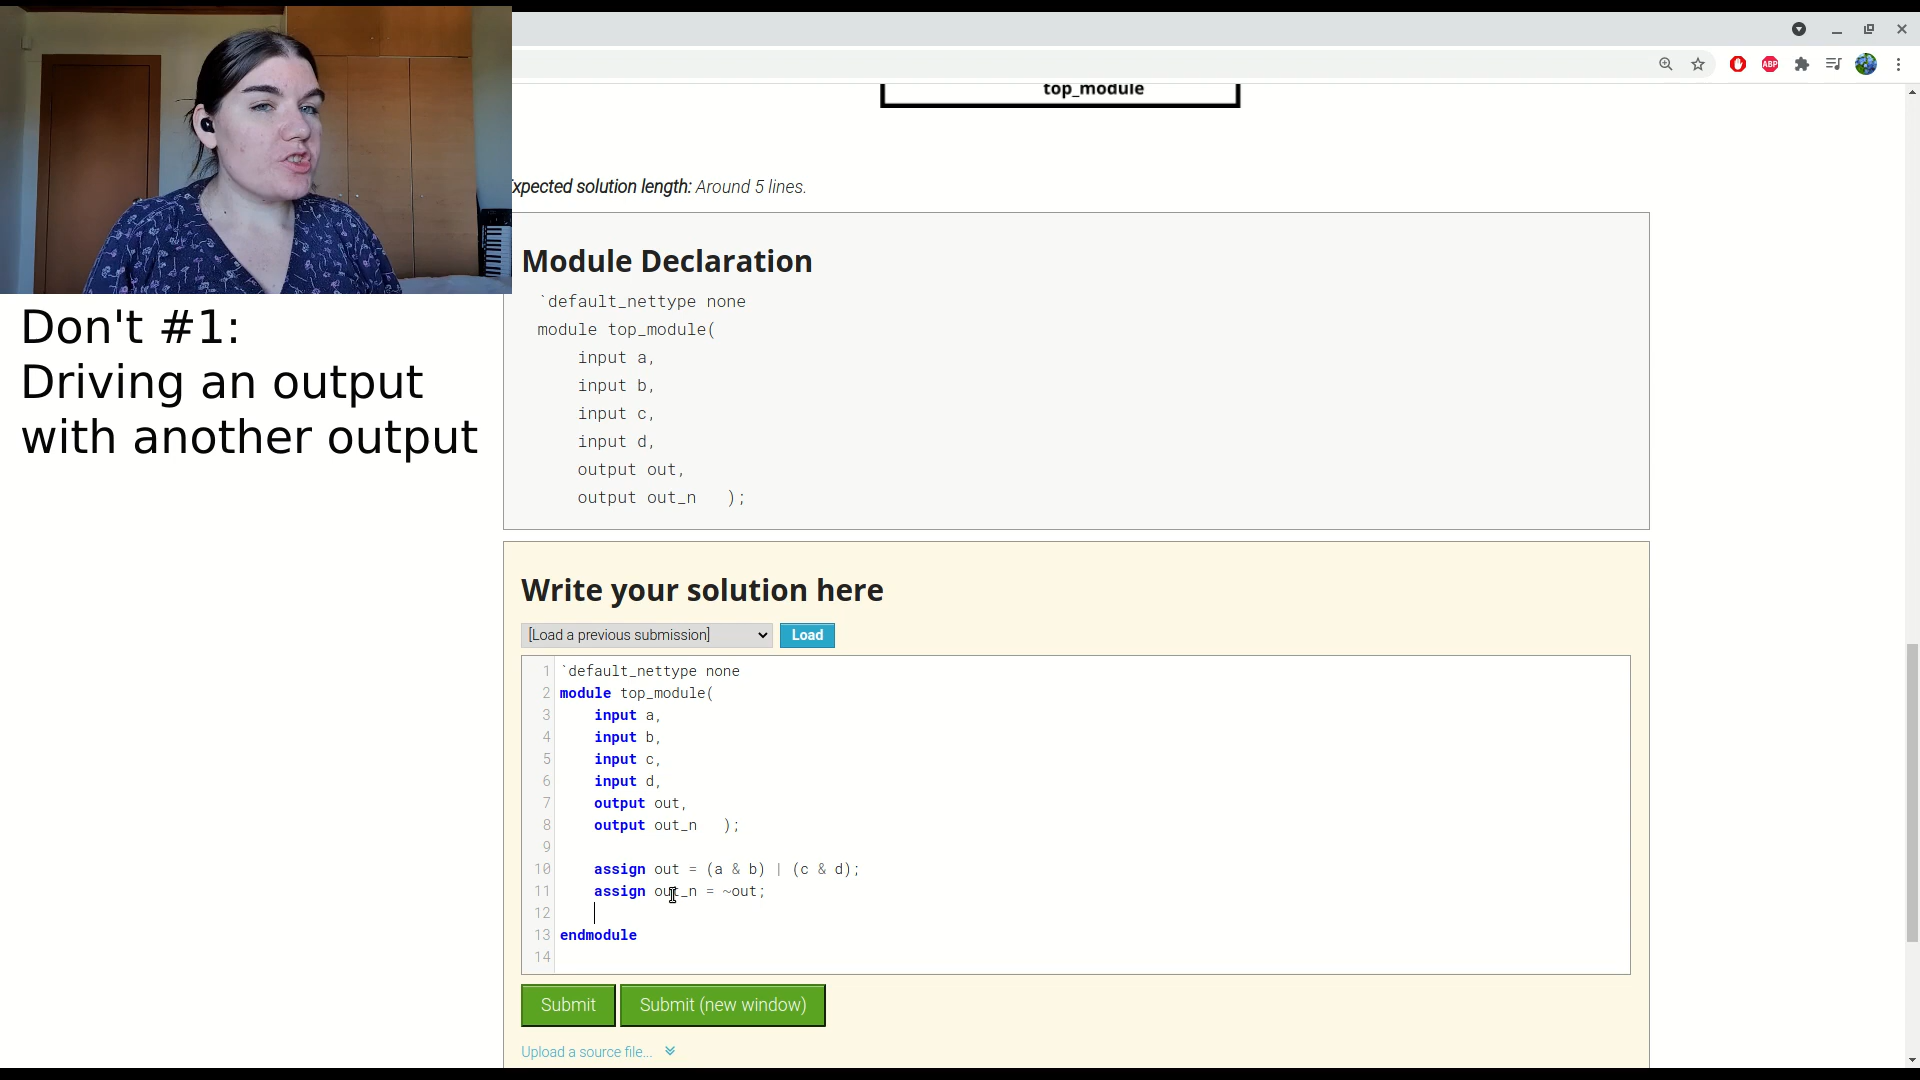 top_module
Expected solution length: Around 5 lines.
Don't #1:
Driving an output
with another output
Module Declaration
`default_nettype none
module top_module(
    input a,
    input b,
    input c,
    input d,
    output out,
    output out_n   );
Write your solution here
[Load a previous submission] Load
1 `default_nettype none
2 module top_module(
3     input a,
4     input b,
5     input c,
6     input d,
7     output out,
8     output out_n   );
9
10     assign out = (a & b) | (c & d);
11     assign out_n = ~out;
12
13 endmodule
14
Submit Submit (new window)
Upload a source file...
ABP